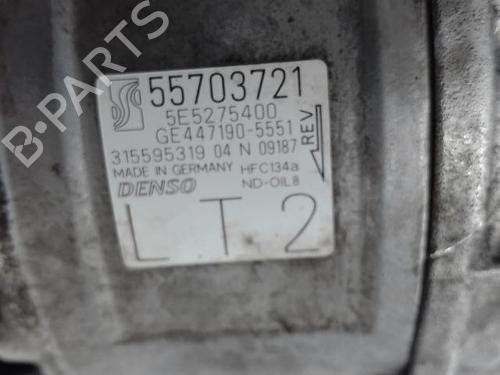 55703721
5E5275400
GE447190-5551
315595319 04 N 09187
MADE IN GERMANY HFC134a
DENSO ND-OIL8
REV
LT2
B-PARTS